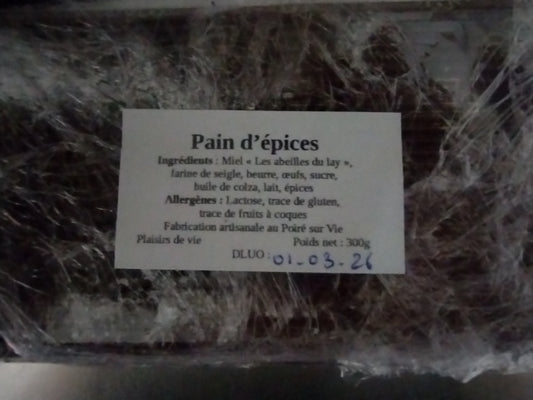 Pain d'épices
Ingrédients : Miel « Les abeilles du lay »,
farine de seigle, beurre, œufs, sucre,
huile de colza, lait, épices
Allergènes : Lactose, trace de gluten,
trace de fruits à coques
Fabrication artisanale au Poiré sur Vie
Plaisirs de vie Poids net : 300g
DLUO : 01-03-26